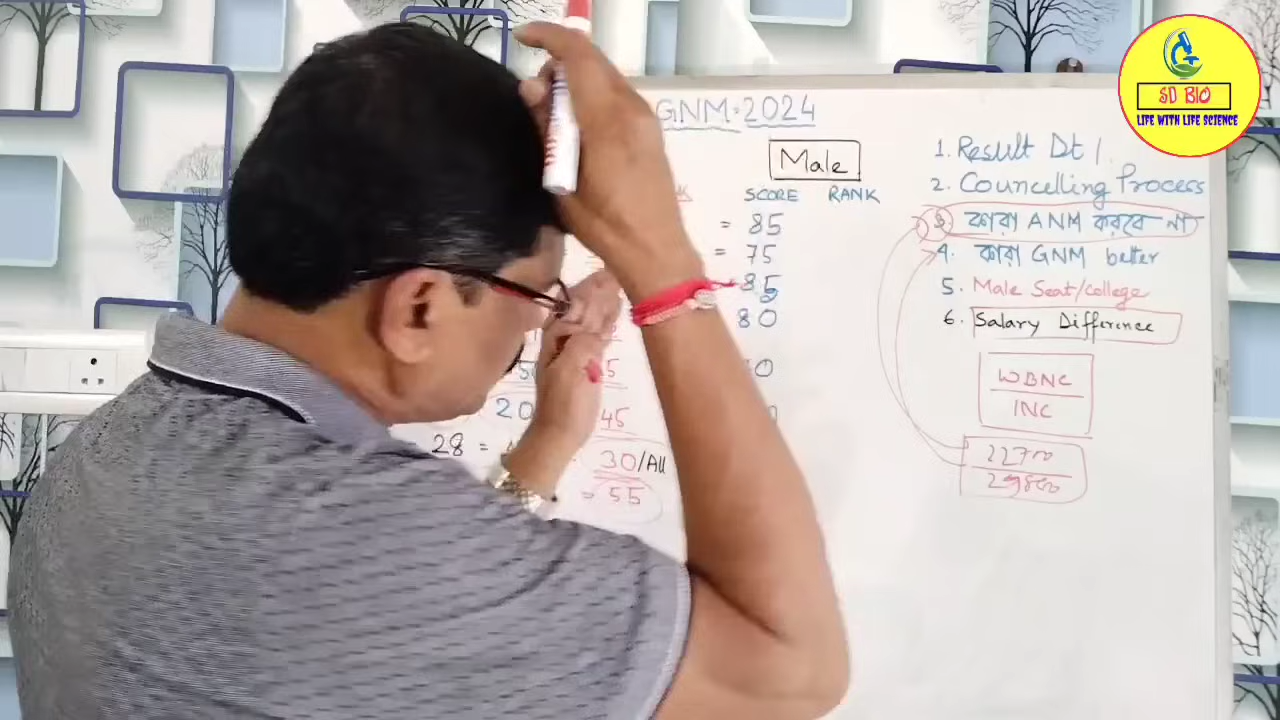 GNM-2024
Male
SCORE RANK
= 85
= 75
85
80
20
45
28 =
30/All
= 55
1. Result Dt 1.
2. Councelling Process
3. কারা ANM করবে না
4. কারা GNM better
5. Male Seat/college
6. Salary Difference
WBNC
INC
22700
29800
SD BIO
LIFE WITH LIFE SCIENCE